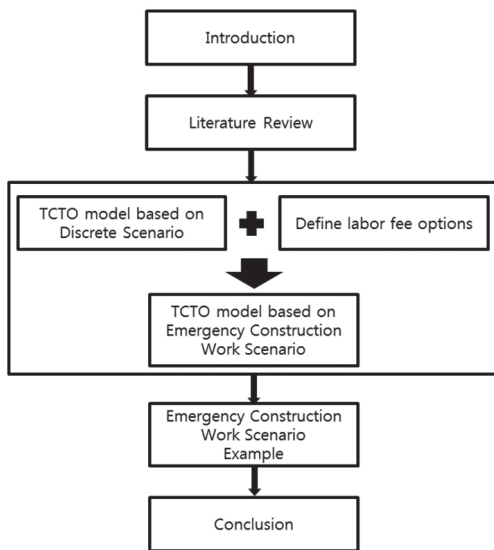 Introduction
Literature Review
TCTO model based on
Discrete Scenario
Define labor fee options
TCTO model based on
Emergency Construction
Work Scenario
Emergency Construction
Work Scenario
Example
Conclusion